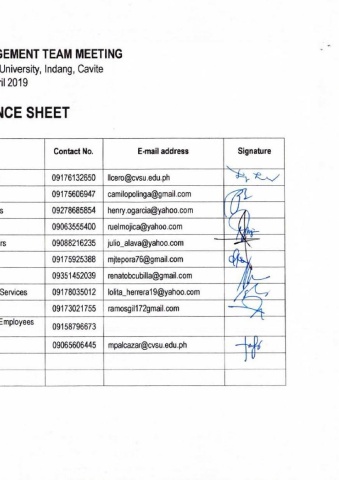 GEMENT TEAM MEETING
University, Indang, Cavite
ril 2019
NCE SHEET
Contact No. E-mail address Signature
09176132650 llcero@cvsu.edu.ph
09175606947 camilopolinga@gmail.com
s 09278685854 henry.ogarcia@yahoo.com
09063555400 ruelmojica@yahoo.com
rs 09088216235 julio_alava@yahoo.com
09175925388 mjtepora76@gmail.com
09351452039 renatobcubilla@gmail.com
Services 09178035012 lolita_herrera19@yahoo.com
09173021755 ramosgil172gmail.com
Employees 09158796673
09065606445 mpalcazar@cvsu.edu.ph